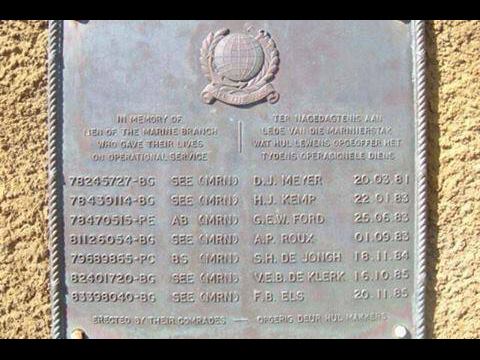 IN MEMORY OF
LIEN OF THE MARINE BRANCH
WHO GAVE THEIR LIVES
ON OPERATIONAL SERVICE
TER NAGEDAGTENIS AAN
LEDE VAN DIE MARINIERSTAK
WAT HUL LEWENS OPGEOFFER HET
TYDENS OPERASIONELE DIENS
78245727-BG SEE (MRN) D.J. MEYER 20 03 81
78439114-BG SEE (MRN) H.J. KEMP 22 01 83
78470515-PE AB (MRN) G.E.W. FORD 25 06 83
81126054-BG SEE (MRN) A.P. ROUX 01 09 83
79699865-PC BS (MRN) S.H. DE JONGH 18 11 84
82401720-BG SEE (MRN) V.E.B. DE KLERK 16 10 85
83398040-BG SEE (MRN) F.B. ELS 20 11 85
ERECTED BY THEIR COMRADES — OPGERIG DEUR HUL MAKKERS